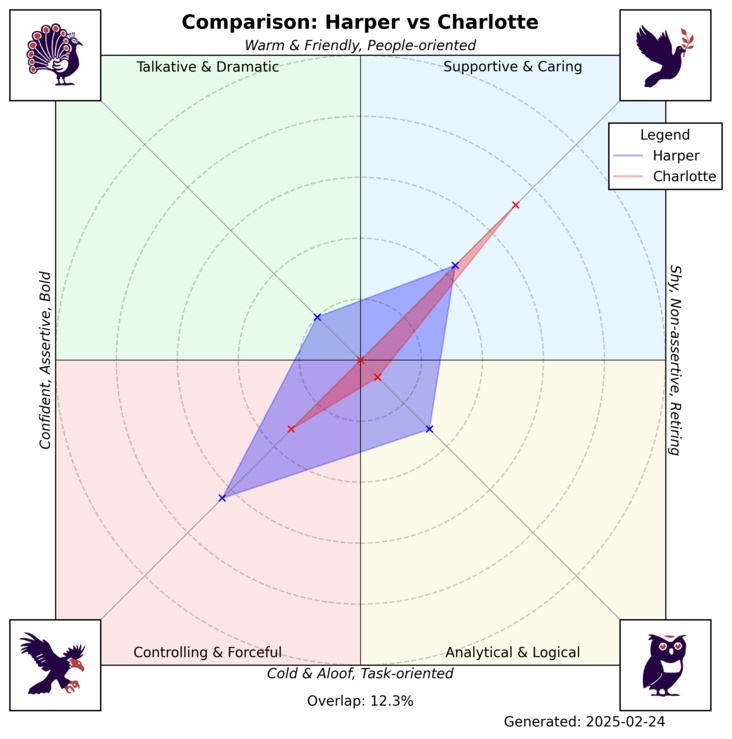 Comparison: Harper vs Charlotte
Warm & Friendly, People-oriented
Talkative & Dramatic
Supportive & Caring
Legend
Harper
Charlotte
Confident, Assertive, Bold
Shy, Non-assertive, Retiring
Controlling & Forceful
Analytical & Logical
Cold & Aloof, Task-oriented
Overlap: 12.3%
Generated: 2025-02-24